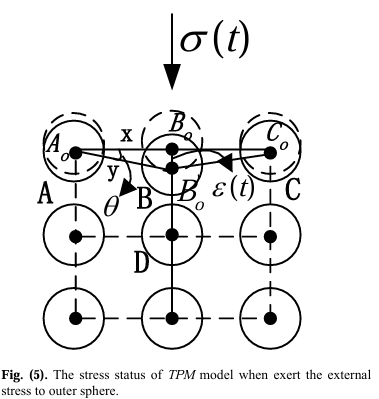 σ(t)
x
B_o
A_o
C_o
y
A
θ
B
B_o
ε(t)
C
D
Fig. (5). The stress status of TPM model when exert the external
stress to outer sphere.